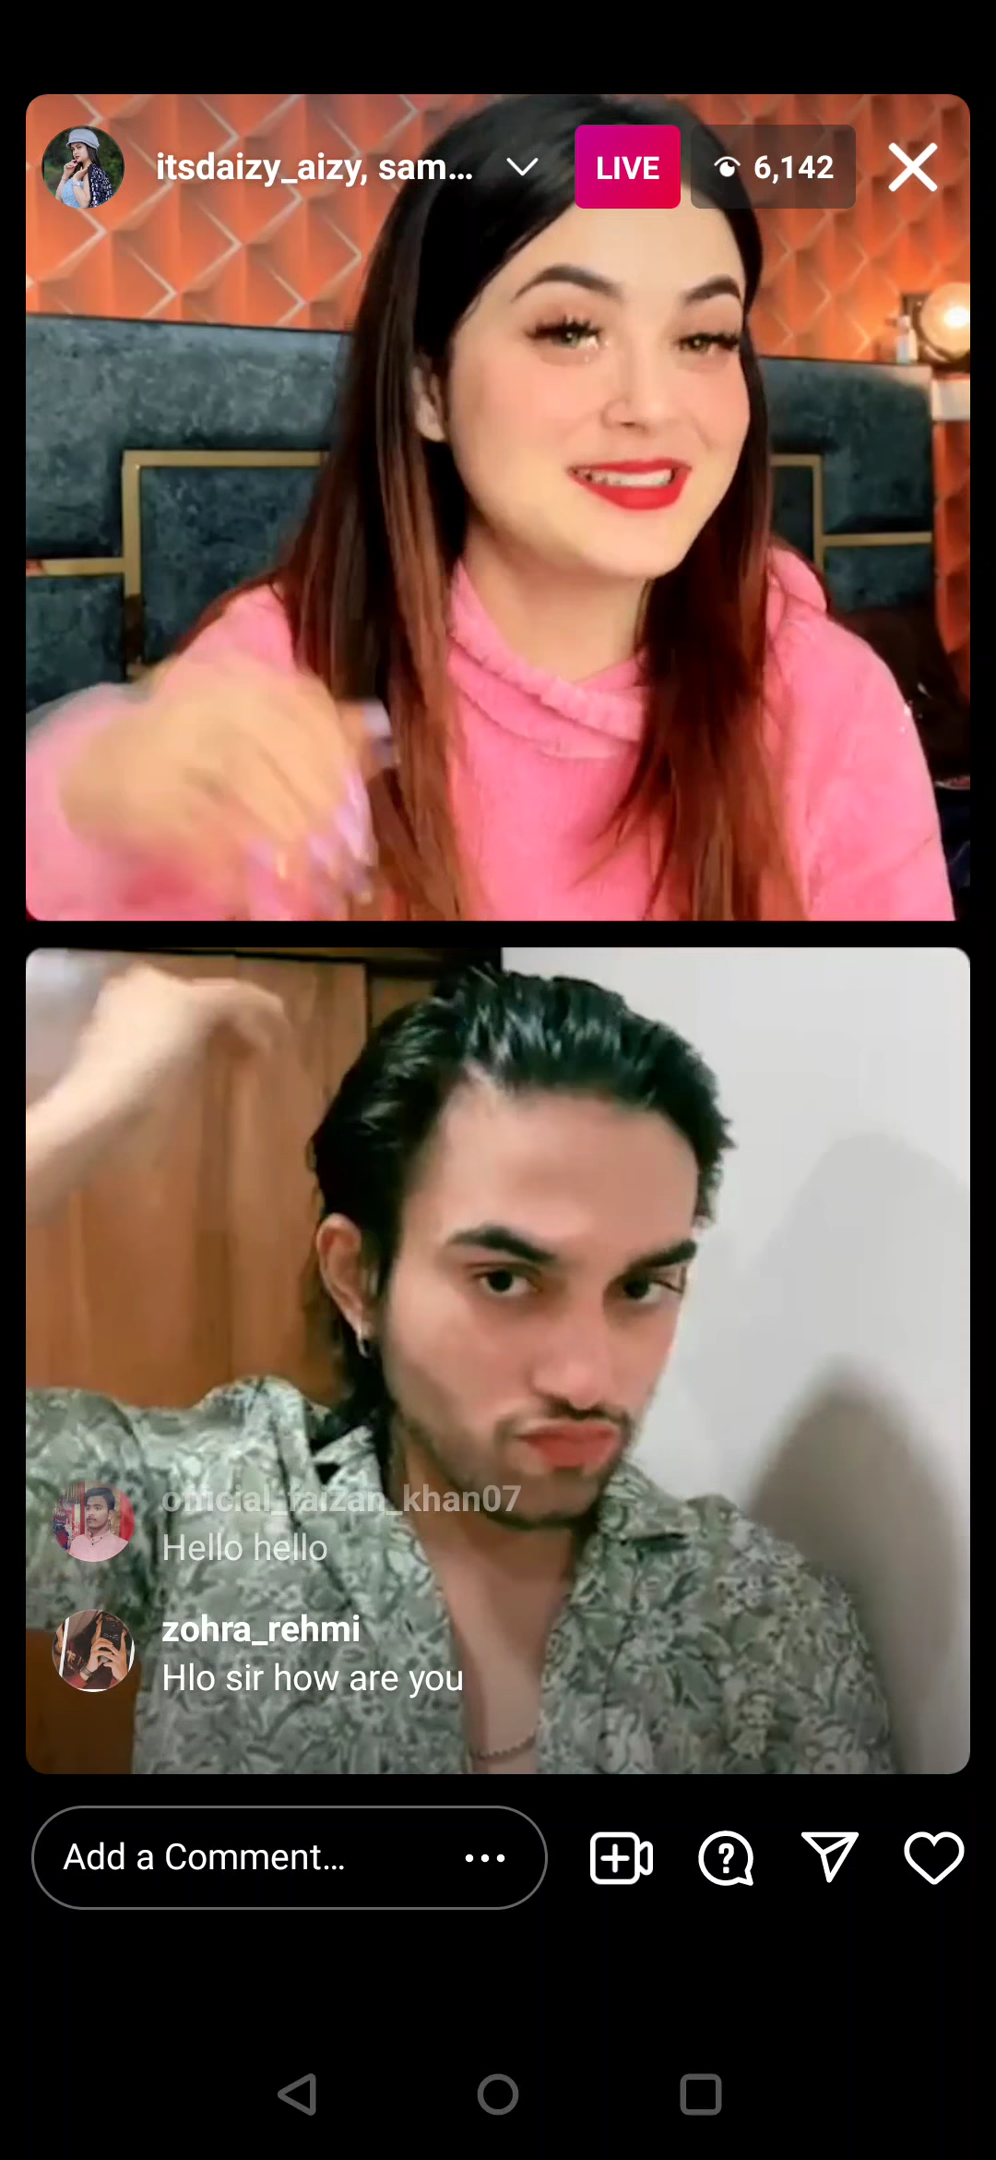 itsdaizy_aizy, sam...
LIVE
6,142
official_faizan_khan07
Hello hello
zohra_rehmi
Hlo sir how are you
Add a Comment...